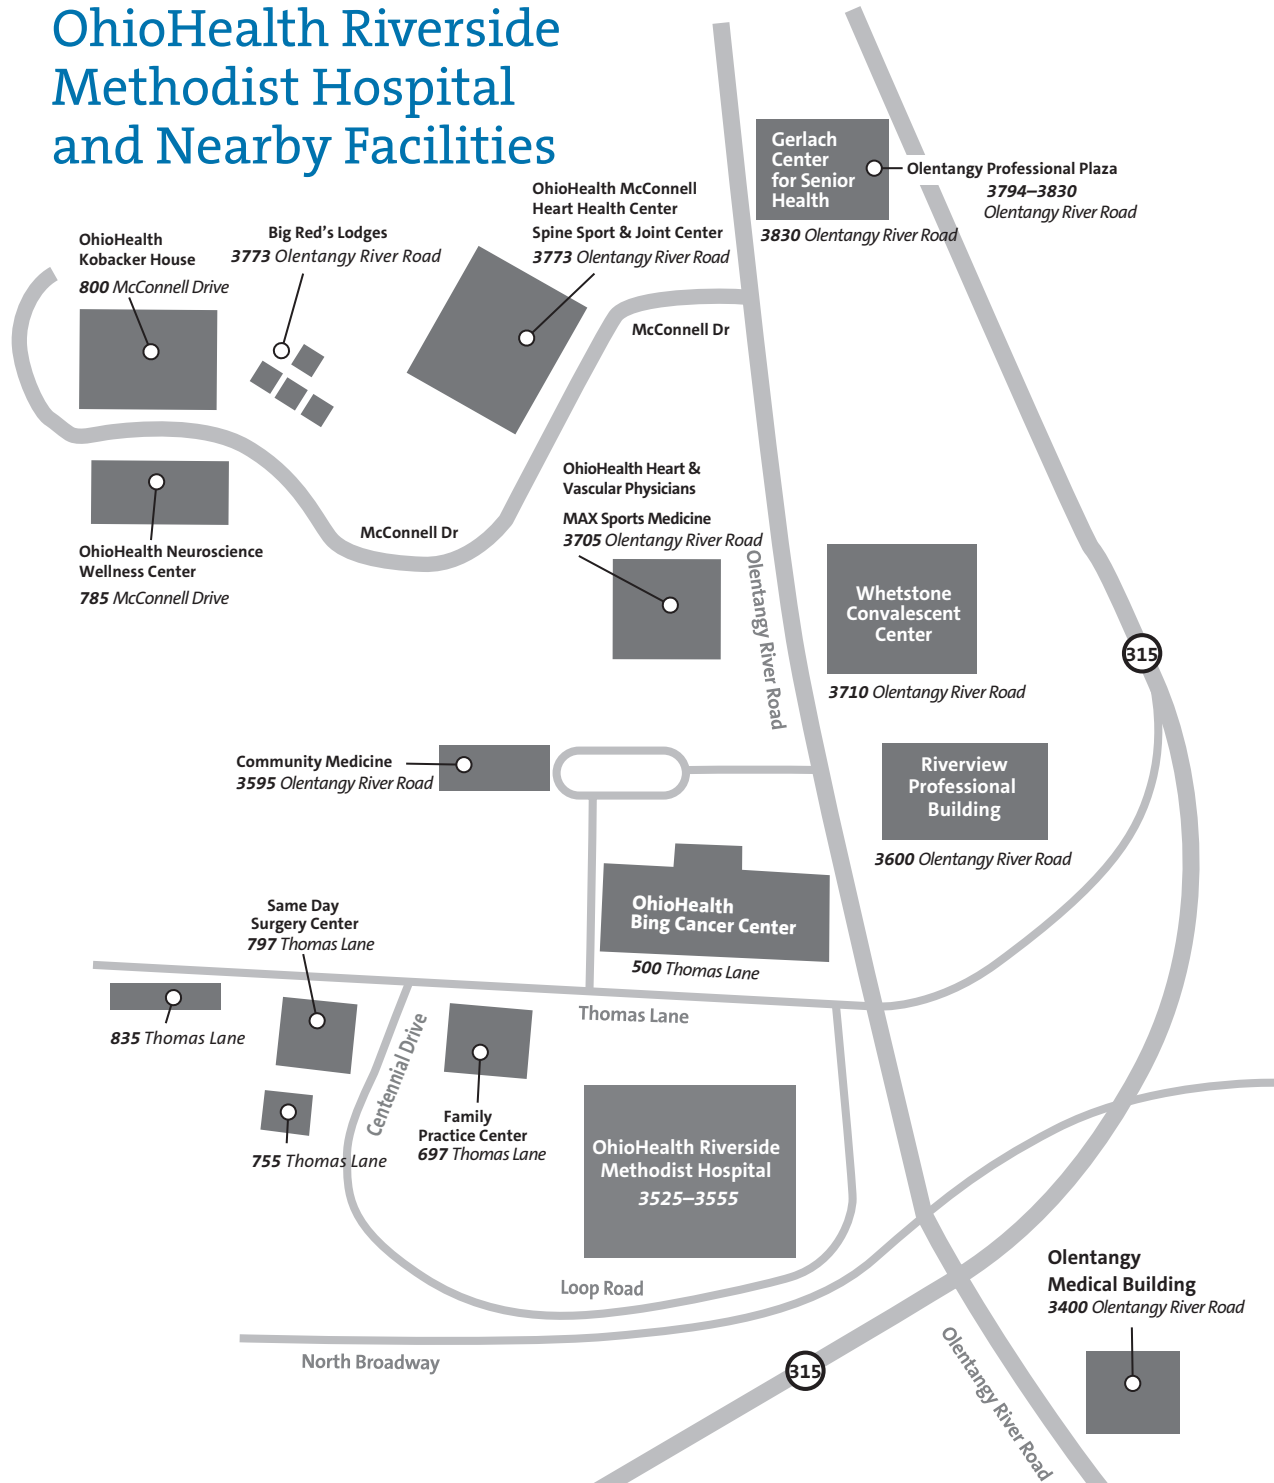 OhioHealth Riverside
Methodist Hospital
and Nearby Facilities
Gerlach
Center
for Senior
Health
3830 Olentangy River Road
Olentangy Professional Plaza
3794–3830
Olentangy River Road
OhioHealth McConnell
Heart Health Center
Spine Sport & Joint Center
3773 Olentangy River Road
Big Red's Lodges
3773 Olentangy River Road
OhioHealth
Kobacker House
800 McConnell Drive
McConnell Dr
OhioHealth Heart &
Vascular Physicians
MAX Sports Medicine
3705 Olentangy River Road
McConnell Dr
OhioHealth Neuroscience
Wellness Center
785 McConnell Drive
Olentangy River Road
Whetstone
Convalescent
Center
3710 Olentangy River Road
315
Community Medicine
3595 Olentangy River Road
Riverview
Professional
Building
3600 Olentangy River Road
OhioHealth
Bing Cancer Center
500 Thomas Lane
Same Day
Surgery Center
797 Thomas Lane
835 Thomas Lane
Thomas Lane
Centennial Drive
755 Thomas Lane
Family
Practice Center
697 Thomas Lane
OhioHealth Riverside
Methodist Hospital
3525–3555
Loop Road
North Broadway
315
Olentangy
Medical Building
3400 Olentangy River Road
Olentangy River Road